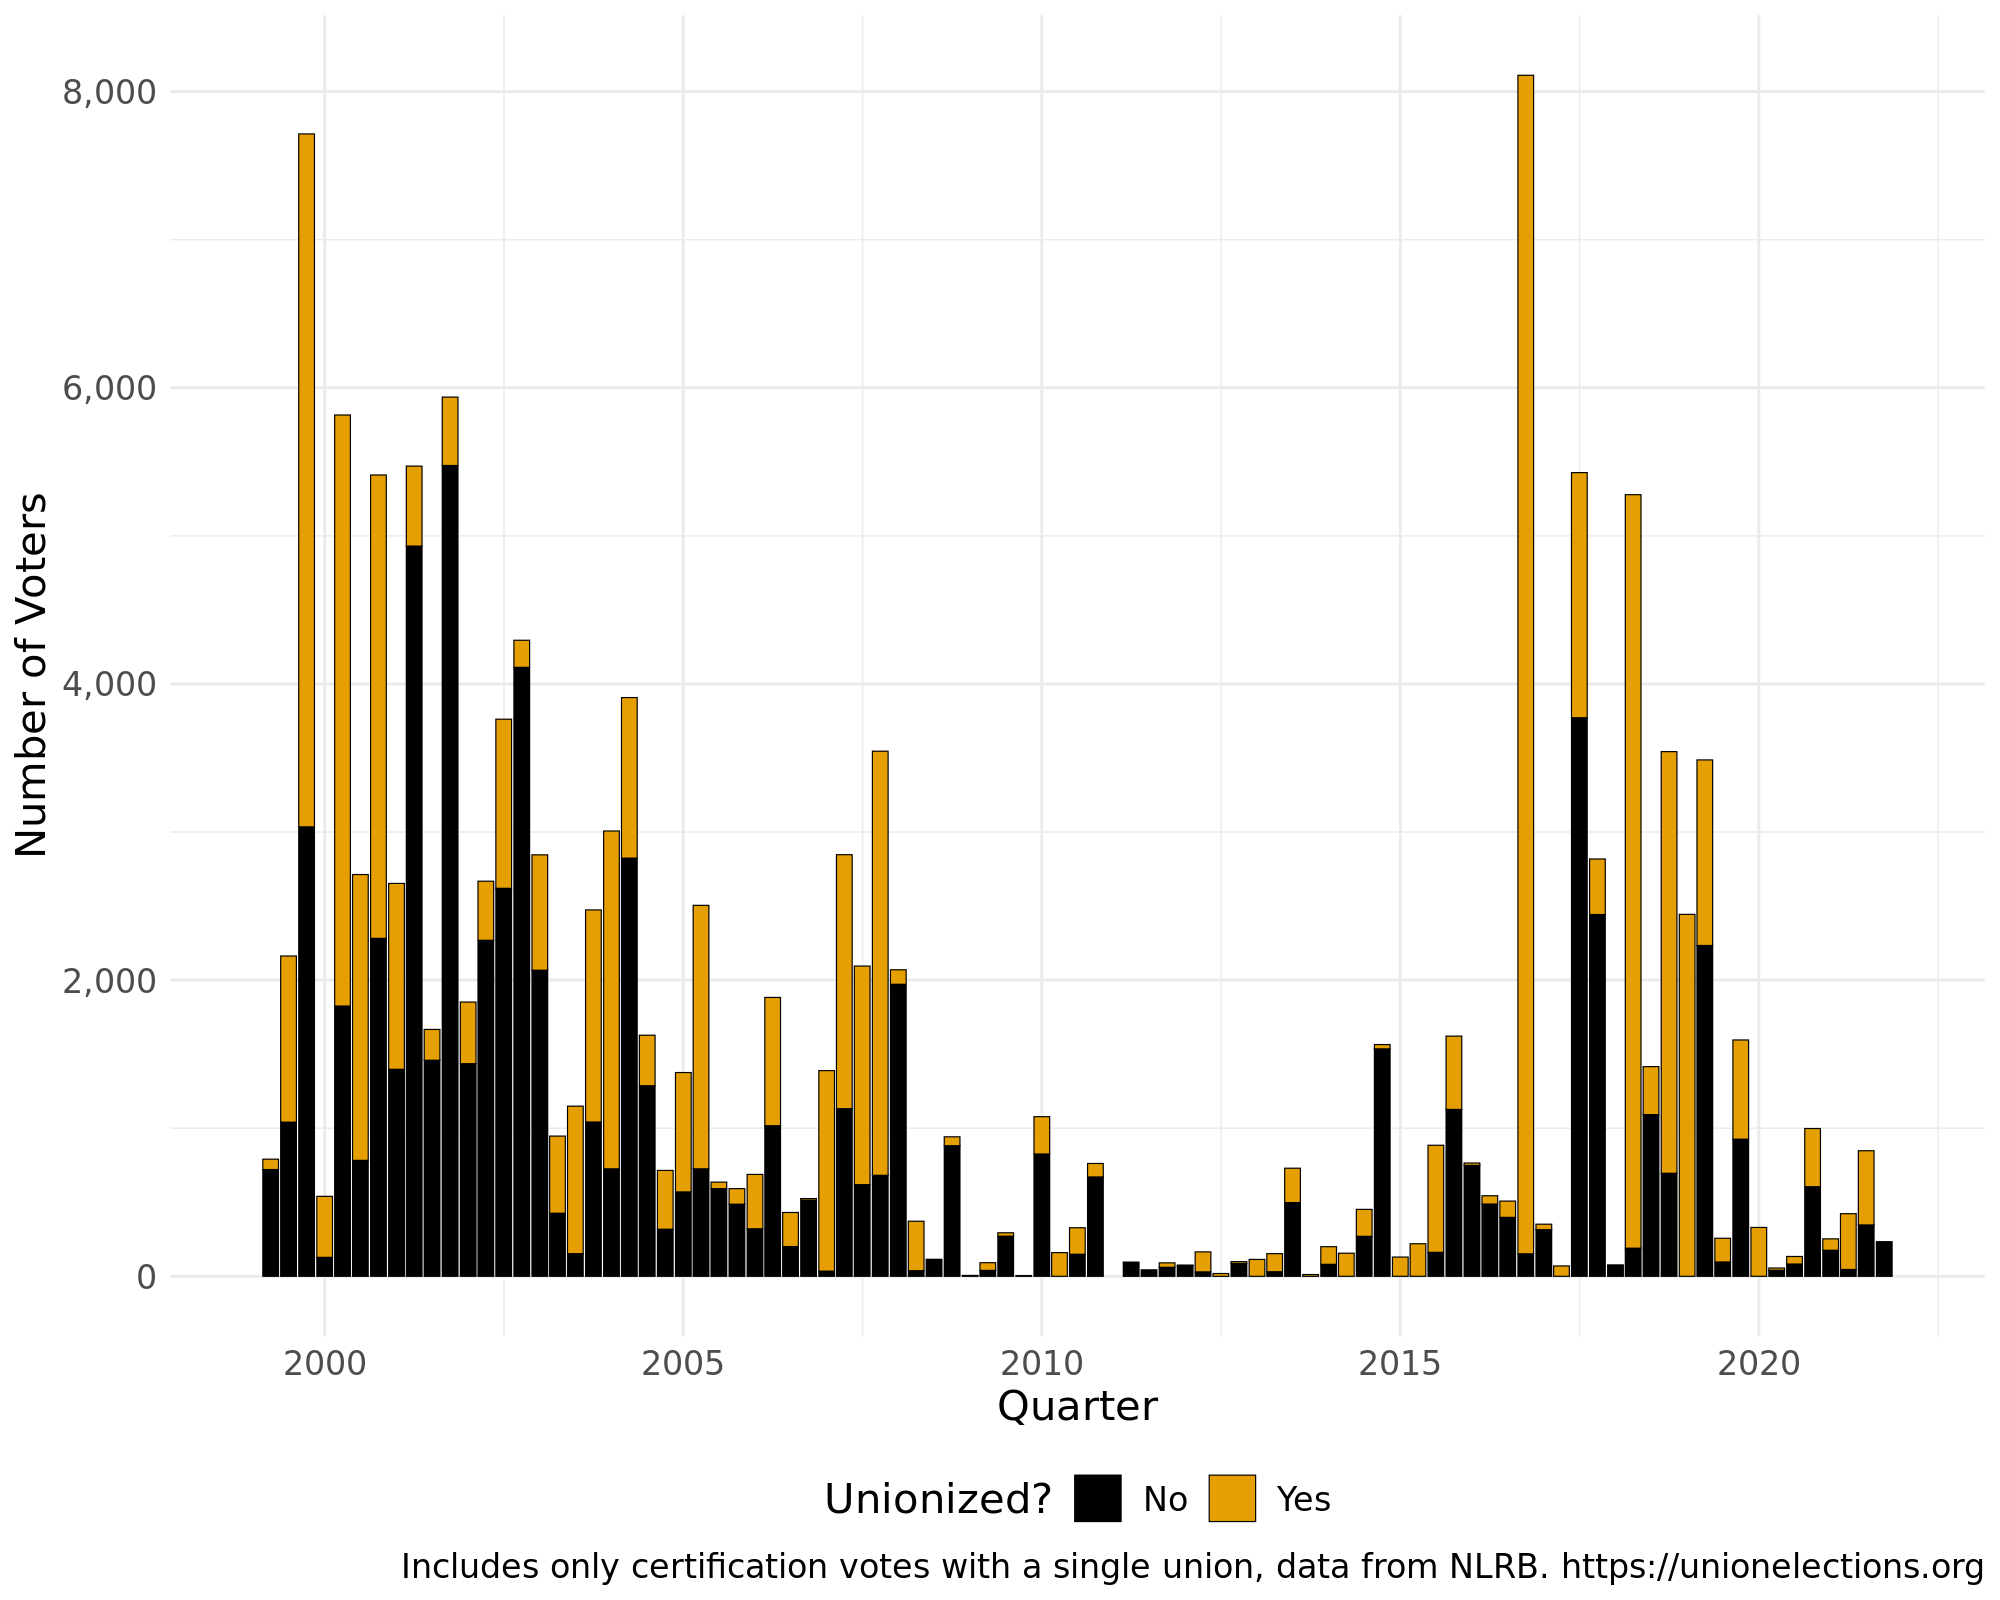 8,000
6,000
4,000
2,000
0
Number of Voters
2000 2005 2010 2015 2020
Quarter
Unionized? No Yes
Includes only certification votes with a single union, data from NLRB. https://unionelections.org